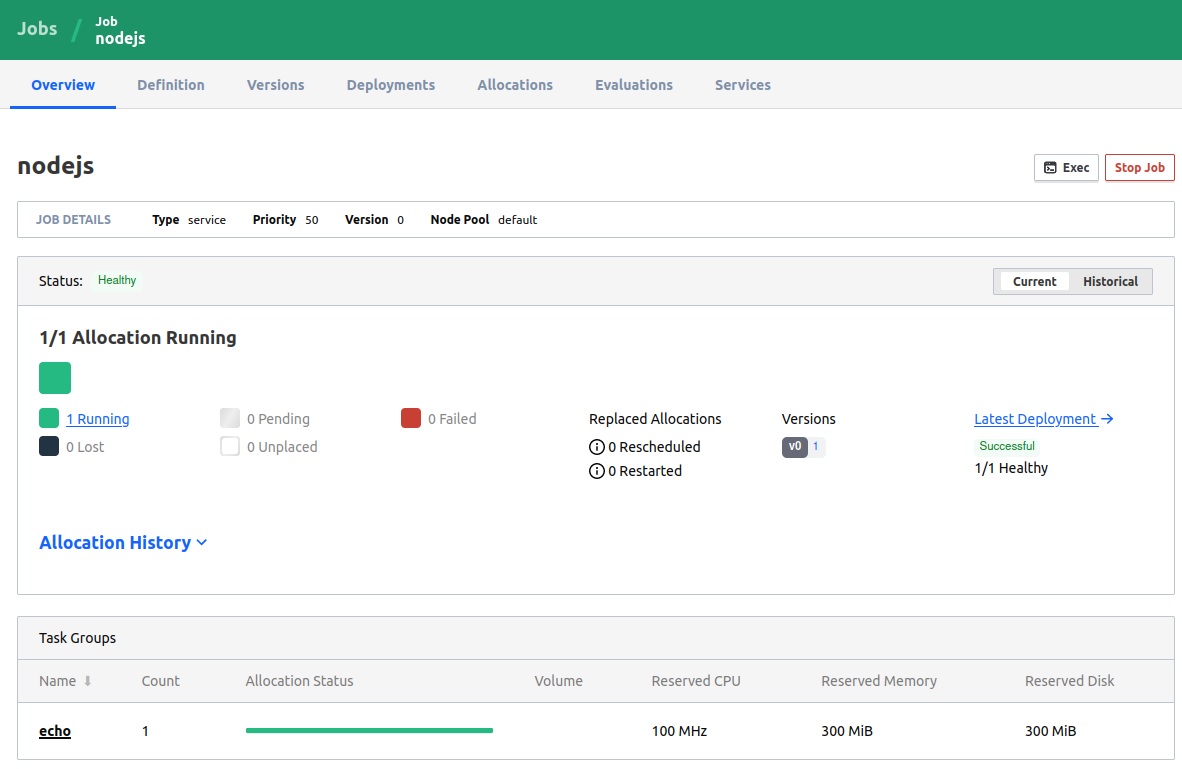 Jobs / Job
nodejs
Overview Definition Versions Deployments Allocations Evaluations Services
nodejs
Exec Stop Job
JOB DETAILS Type service Priority 50 Version 0 Node Pool default
Status: Healthy Current Historical
1/1 Allocation Running
1 Running 0 Pending 0 Failed Replaced Allocations Versions Latest Deployment →
0 Lost 0 Unplaced 0 Rescheduled v0 1 Successful
0 Restarted 1/1 Healthy
Allocation History
Task Groups
Name Count Allocation Status Volume Reserved CPU Reserved Memory Reserved Disk
echo 1 100 MHz 300 MiB 300 MiB